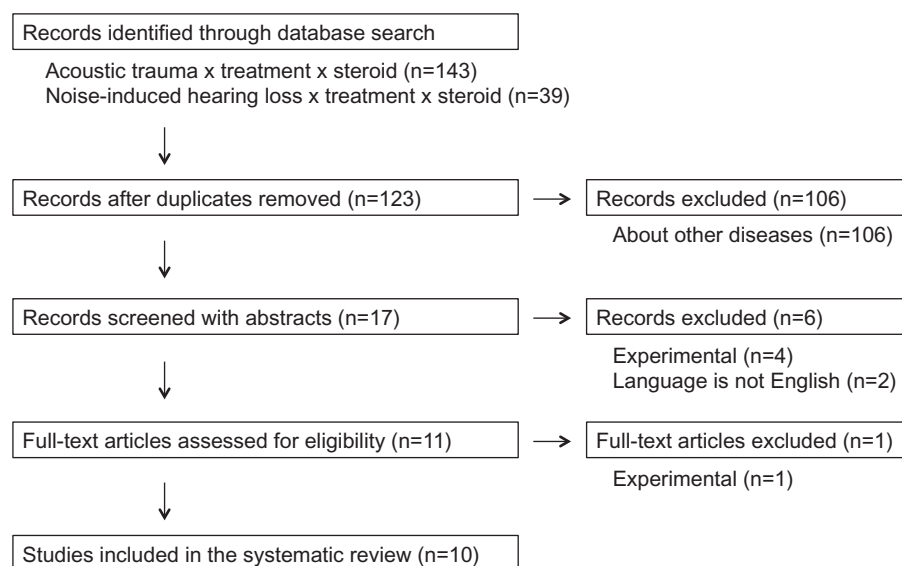 Records identified through database search
Acoustic trauma x treatment x steroid (n=143)
Noise-induced hearing loss x treatment x steroid (n=39)
Records after duplicates removed (n=123)
Records excluded (n=106)
About other diseases (n=106)
Records screened with abstracts (n=17)
Records excluded (n=6)
Experimental (n=4)
Language is not English (n=2)
Full-text articles assessed for eligibility (n=11)
Full-text articles excluded (n=1)
Experimental (n=1)
Studies included in the systematic review (n=10)